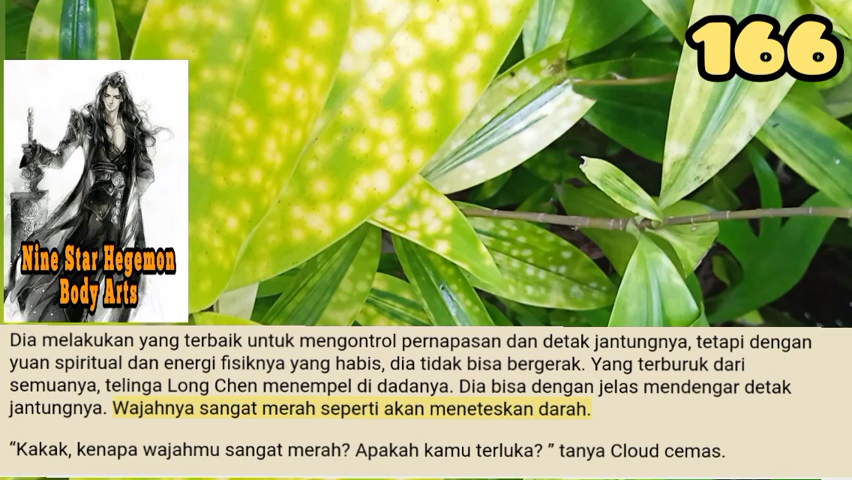 166
Nine Star Hegemon
Body Arts
Dia melakukan yang terbaik untuk mengontrol pernapasan dan detak jantungnya, tetapi dengan
yuan spiritual dan energi fisiknya yang habis, dia tidak bisa bergerak. Yang terburuk dari
semuanya, telinga Long Chen menempel di dadanya. Dia bisa dengan jelas mendengar detak
jantungnya. Wajahnya sangat merah seperti akan meneteskan darah.
“Kakak, kenapa wajahmu sangat merah? Apakah kamu terluka? ” tanya Cloud cemas.